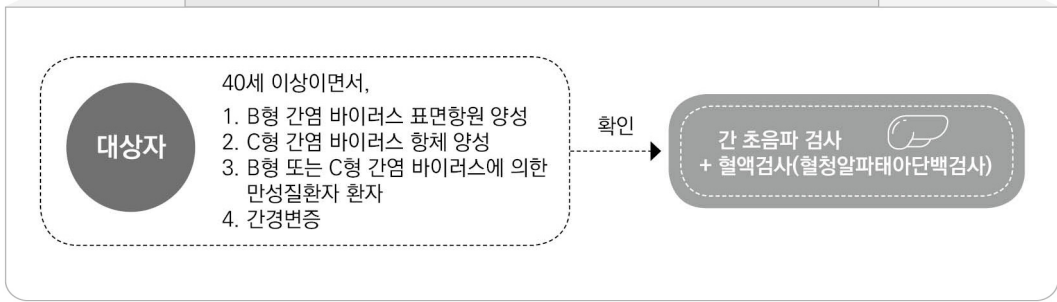 대상자
40세 이상이면서,
1. B형 간염 바이러스 표면항원 양성
2. C형 간염 바이러스 항체 양성
3. B형 또는 C형 간염 바이러스에 의한
만성질환자 환자
4. 간경변증
확인
간 초음파 검사
+ 혈액검사(혈청알파태아단백검사)